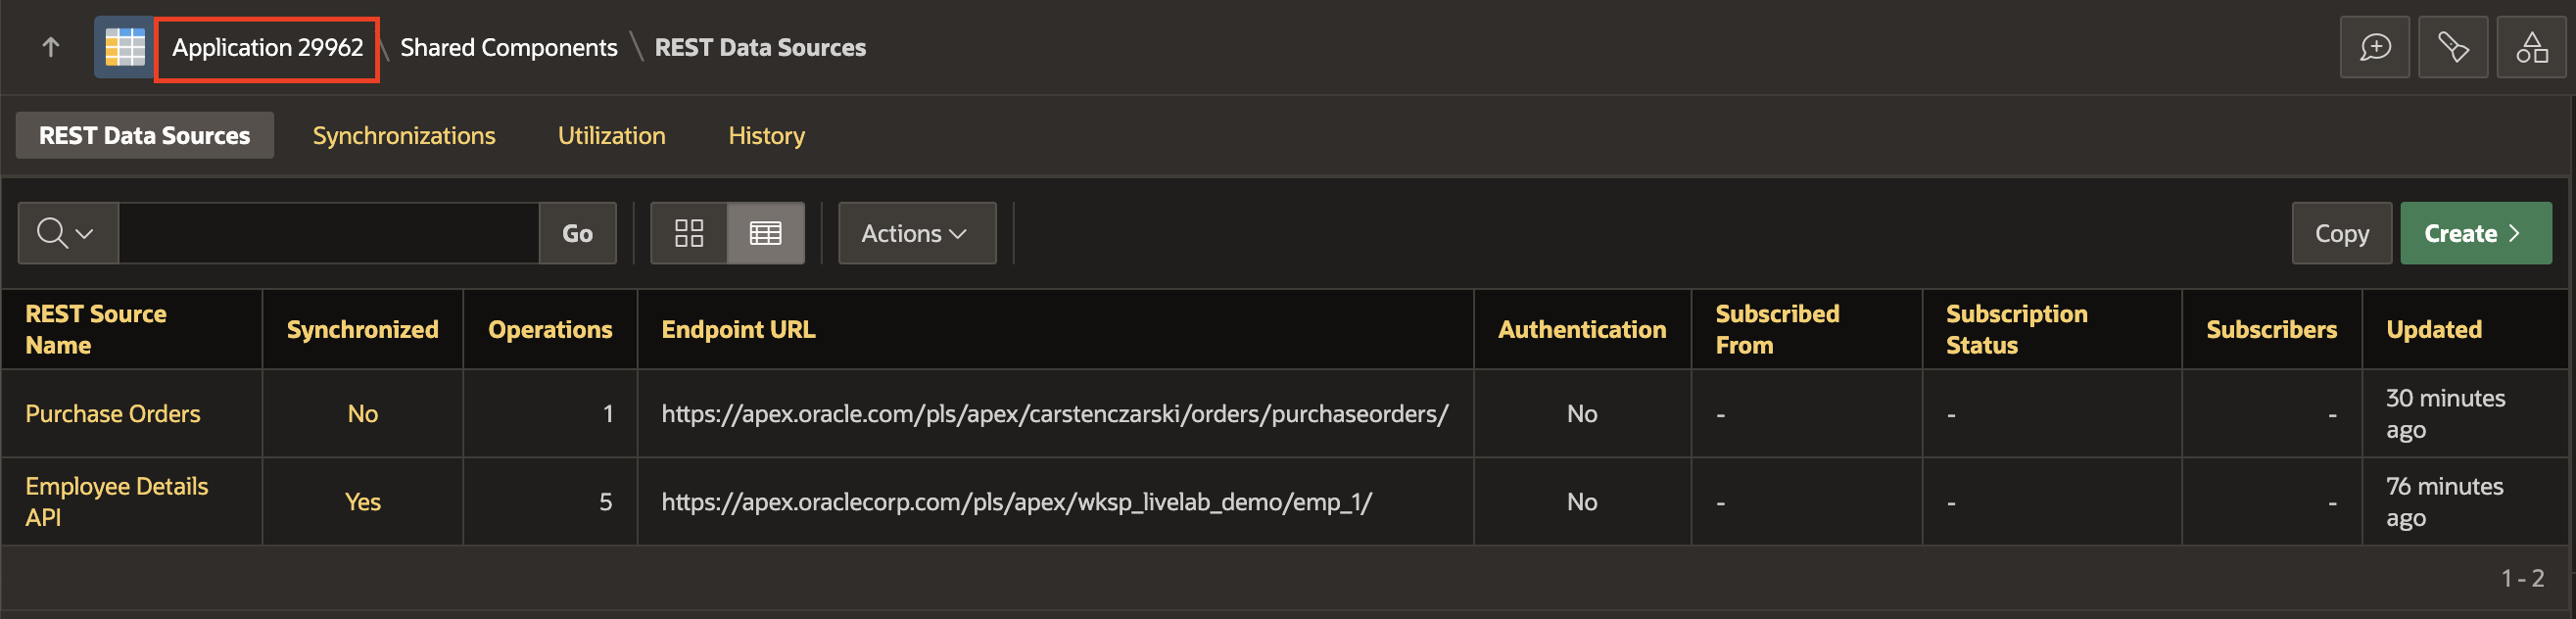 Application 29962 \ Shared Components \ REST Data Sources
REST Data Sources Synchronizations Utilization History
Go Actions Copy Create
REST Source Name Synchronized Operations Endpoint URL Authentication Subscribed From Subscription Status Subscribers Updated
Purchase Orders No 1 https://apex.oracle.com/pls/apex/carstenczarski/orders/purchaseorders/ No - - - 30 minutes ago
Employee Details API Yes 5 https://apex.oraclecorp.com/pls/apex/wksp_livelab_demo/emp_1/ No - - - 76 minutes ago
1 - 2